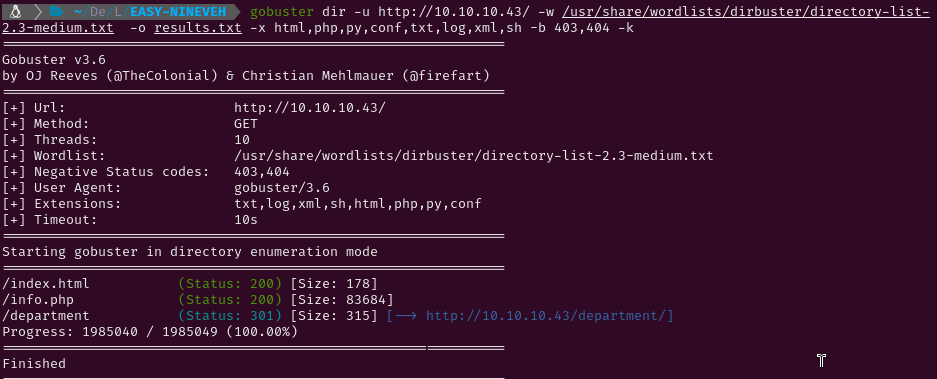 ~/De/L/EASY-NINEVEH gobuster dir -u http://10.10.10.43/ -w /usr/share/wordlists/dirbuster/directory-list-
2.3-medium.txt -o results.txt -x html,php,py,conf,txt,log,xml,sh -b 403,404 -k
===============================================================
Gobuster v3.6
by OJ Reeves (@TheColonial) & Christian Mehlmauer (@firefart)
===============================================================
[+] Url: http://10.10.10.43/
[+] Method: GET
[+] Threads: 10
[+] Wordlist: /usr/share/wordlists/dirbuster/directory-list-2.3-medium.txt
[+] Negative Status codes: 403,404
[+] User Agent: gobuster/3.6
[+] Extensions: txt,log,xml,sh,html,php,py,conf
[+] Timeout: 10s
===============================================================
Starting gobuster in directory enumeration mode
===============================================================
/index.html (Status: 200) [Size: 178]
/info.php (Status: 200) [Size: 83684]
/department (Status: 301) [Size: 315] [--> http://10.10.10.43/department/]
Progress: 1985040 / 1985049 (100.00%)
===============================================================
Finished
===============================================================